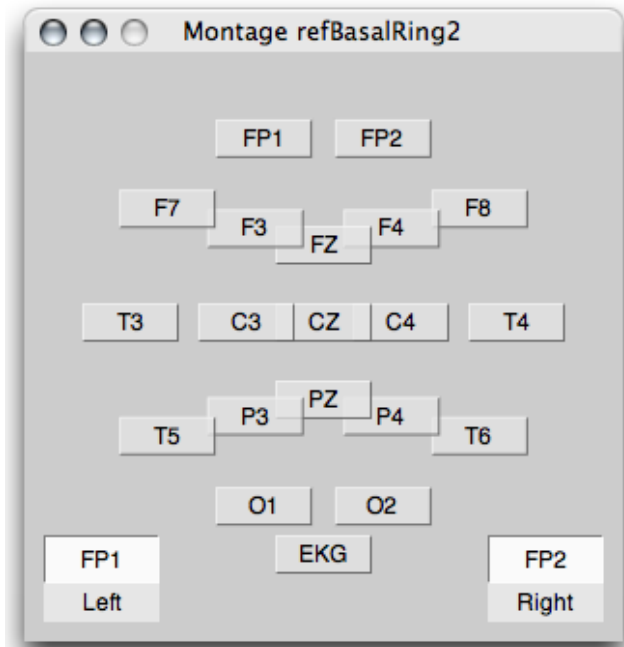 Montage refBasalRing2
FP1 FP2
F7 F3 FZ F4 F8
T3 C3 CZ C4 T4
T5 P3 PZ P4 T6
O1 O2
EKG
FP1 FP2
Left Right